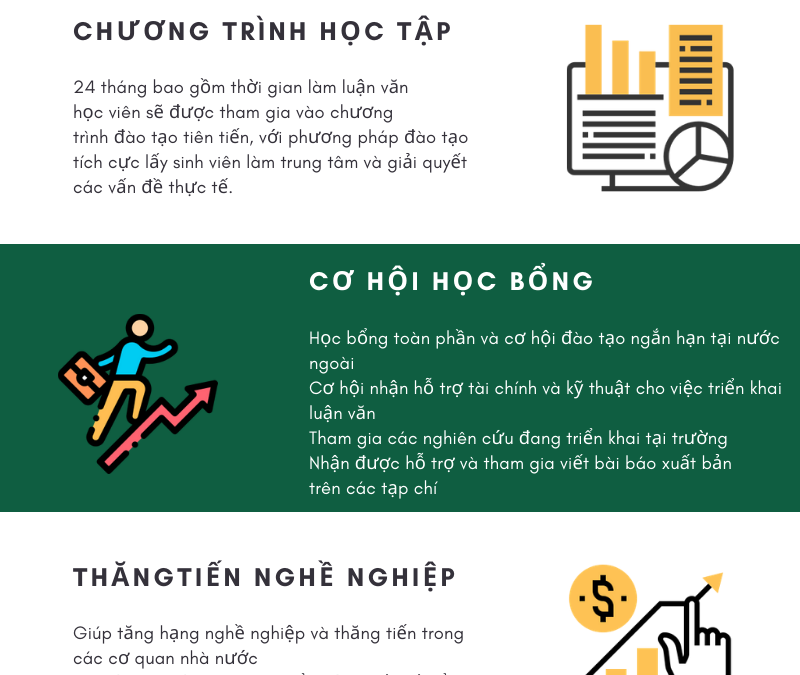 CHƯƠNG TRÌNH HỌC TẬP
24 tháng bao gồm thời gian làm luận văn
học viên sẽ được tham gia vào chương
trình đào tạo tiên tiến, với phương pháp đào tạo
tích cực lấy sinh viên làm trung tâm và giải quyết
các vấn đề thực tế.
CƠ HỘI HỌC BỔNG
Học bổng toàn phần và cơ hội đào tạo ngắn hạn tại nước
ngoài
Cơ hội nhận hỗ trợ tài chính và kỹ thuật cho việc triển khai
luận văn
Tham gia các nghiên cứu đang triển khai tại trường
Nhận được hỗ trợ và tham gia viết bài báo xuất bản
trên các tạp chí
THĂNGTIẾN NGHỀ NGHIỆP
$
Giúp tăng hạng nghề nghiệp và thăng tiến trong
các cơ quan nhà nước